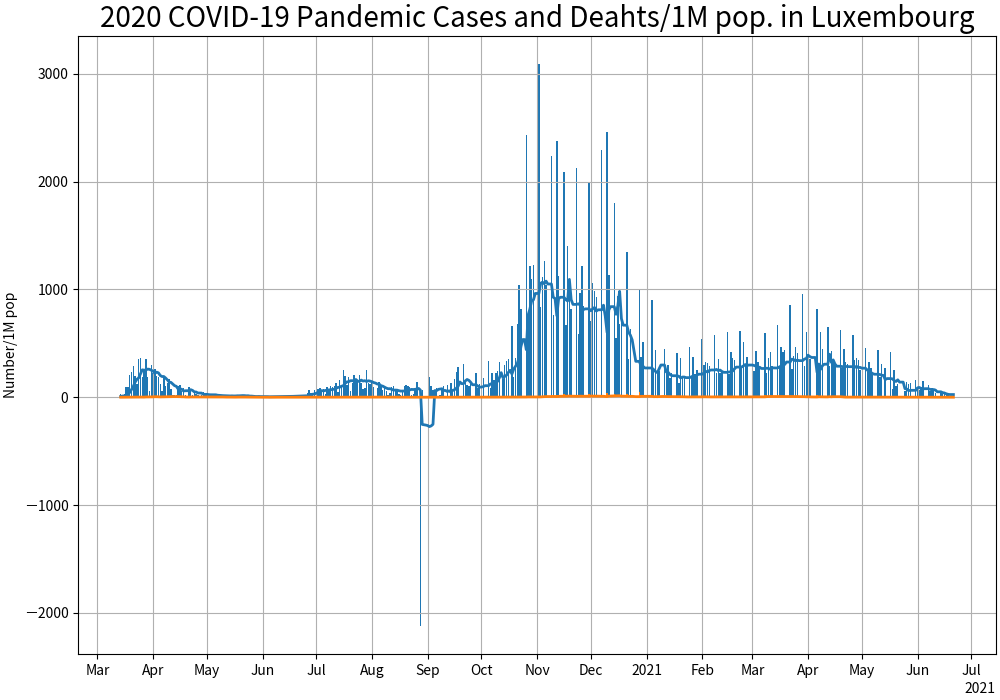 2020 COVID-19 Pandemic Cases and Deahts/1M pop. in Luxembourg
3000
2000
1000
0
−1000
−2000
Number/1M pop
Mar Apr May Jun Jul Aug Sep Oct Nov Dec 2021 Feb Mar Apr May Jun Jul
2021